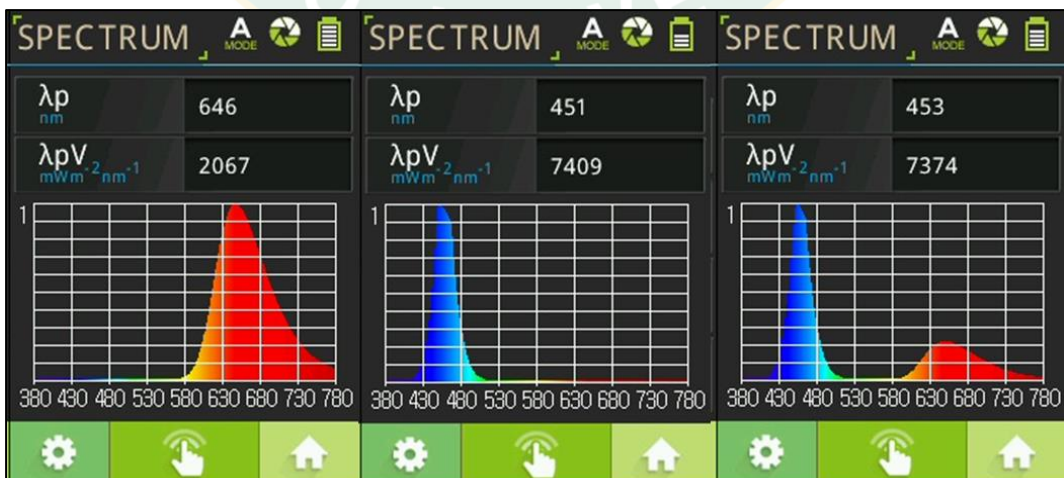 SPECTRUM A MODE
λp nm 646
λpV mWm⁻²nm⁻¹ 2067
1
380 430 480 530 580 630 680 730 780
SPECTRUM A MODE
λp nm 451
λpV mWm⁻²nm⁻¹ 7409
1
380 430 480 530 580 630 680 730 780
SPECTRUM A MODE
λp nm 453
λpV mWm⁻²nm⁻¹ 7374
1
380 430 480 530 580 630 680 730 780